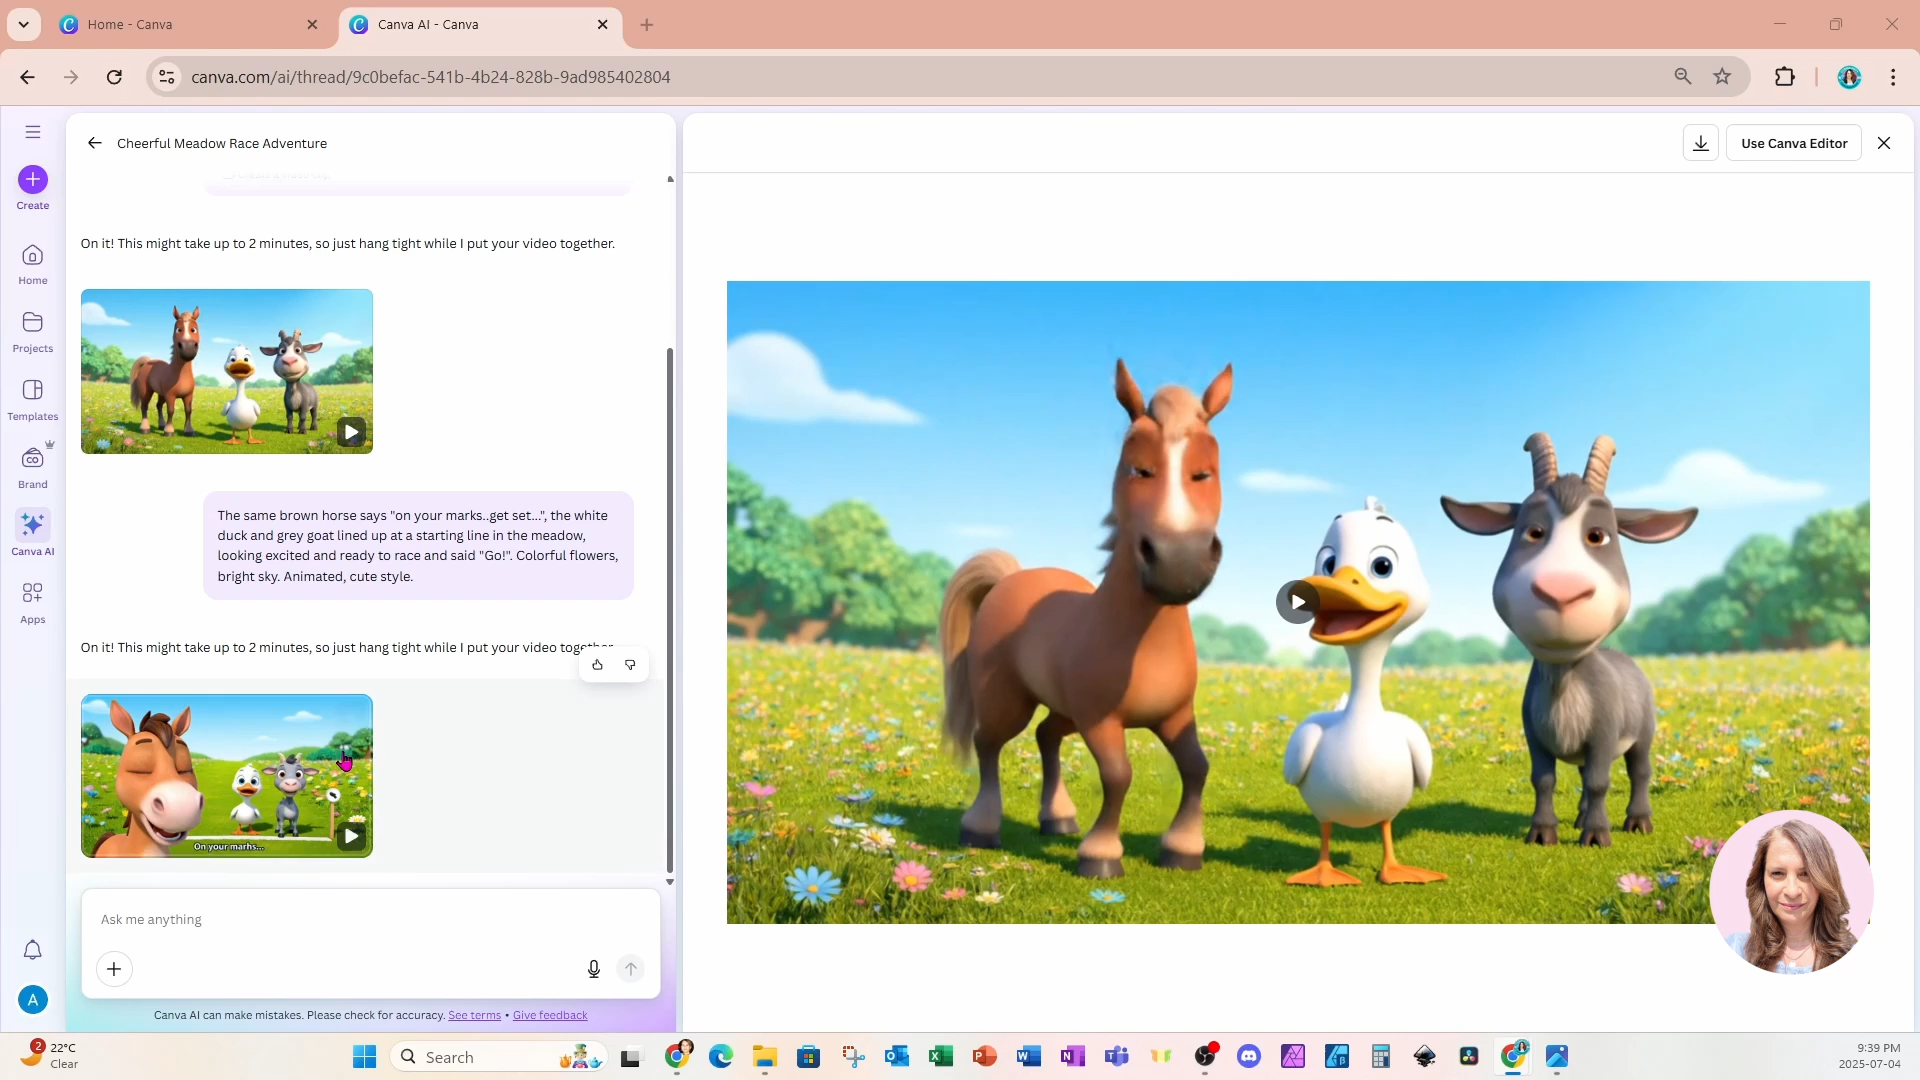 Home - Canva
Canva AI - Canva
canva.com/ai/thread/9c0befac-541b-4b24-828b-9ad985402804
Create
Home
Projects
Templates
Brand
Canva AI
Apps
A
Cheerful Meadow Race Adventure
On it! This might take up to 2 minutes, so just hang tight while I put your video together.
The same brown horse says "on your marks..get set...", the white
duck and grey goat lined up at a starting line in the meadow,
looking excited and ready to race and said "Go!". Colorful flowers,
bright sky. Animated, cute style.
On it! This might take up to 2 minutes, so just hang tight while I put your video together.
On your marhs...
Ask me anything
Canva AI can make mistakes. Please check for accuracy. See terms • Give feedback
Use Canva Editor
2
22°C
Clear
Search
9:39 PM
2025-07-04